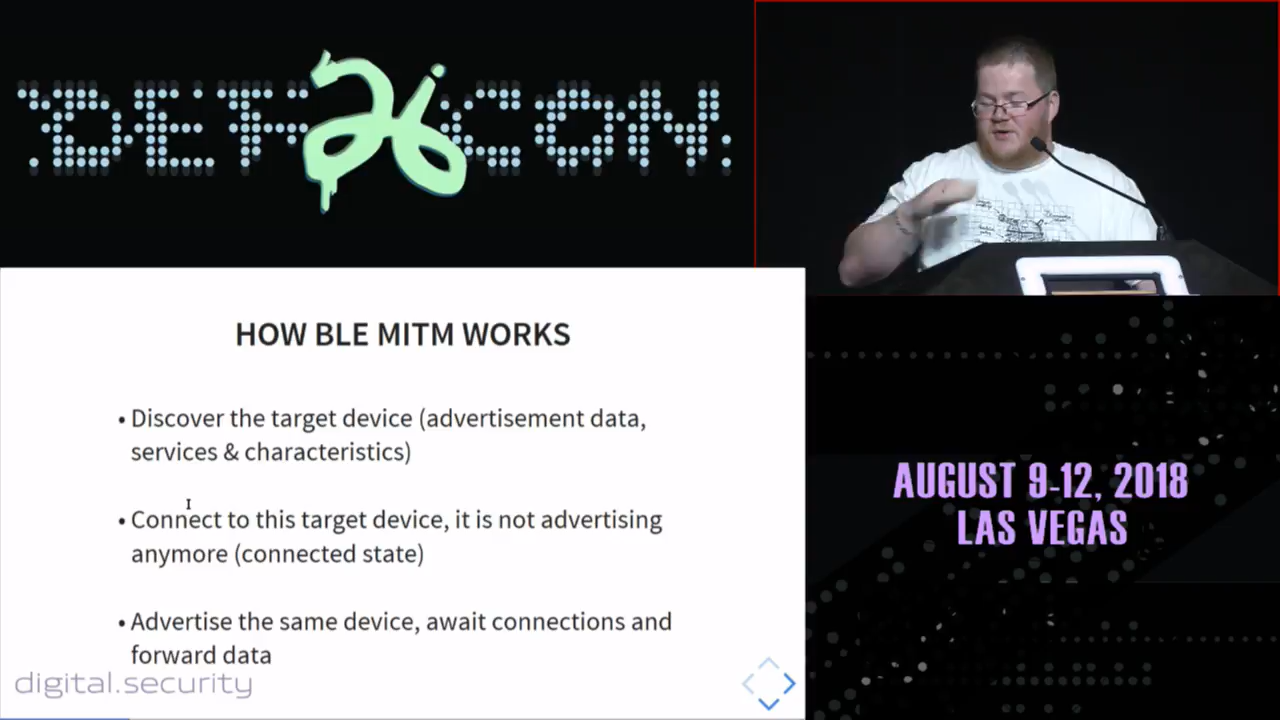 DEF 26 CON
HOW BLE MITM WORKS
• Discover the target device (advertisement data,
services & characteristics)
• Connect to this target device, it is not advertising
anymore (connected state)
• Advertise the same device, await connections and
forward data
digital.security
AUGUST 9-12, 2018
LAS VEGAS